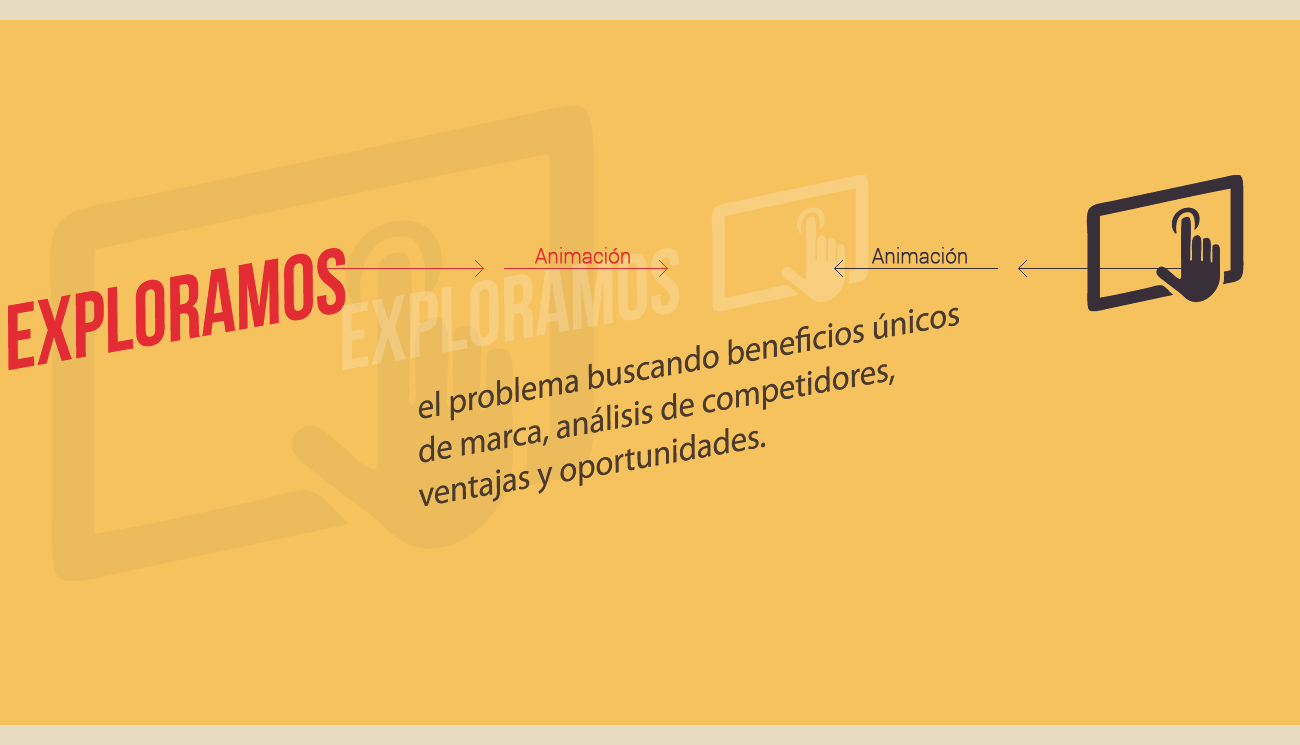 EXPLORAMOS
Animación
EXPLORAMOS
Animación
el problema buscando beneficios únicos
de marca, análisis de competidores,
ventajas y oportunidades.